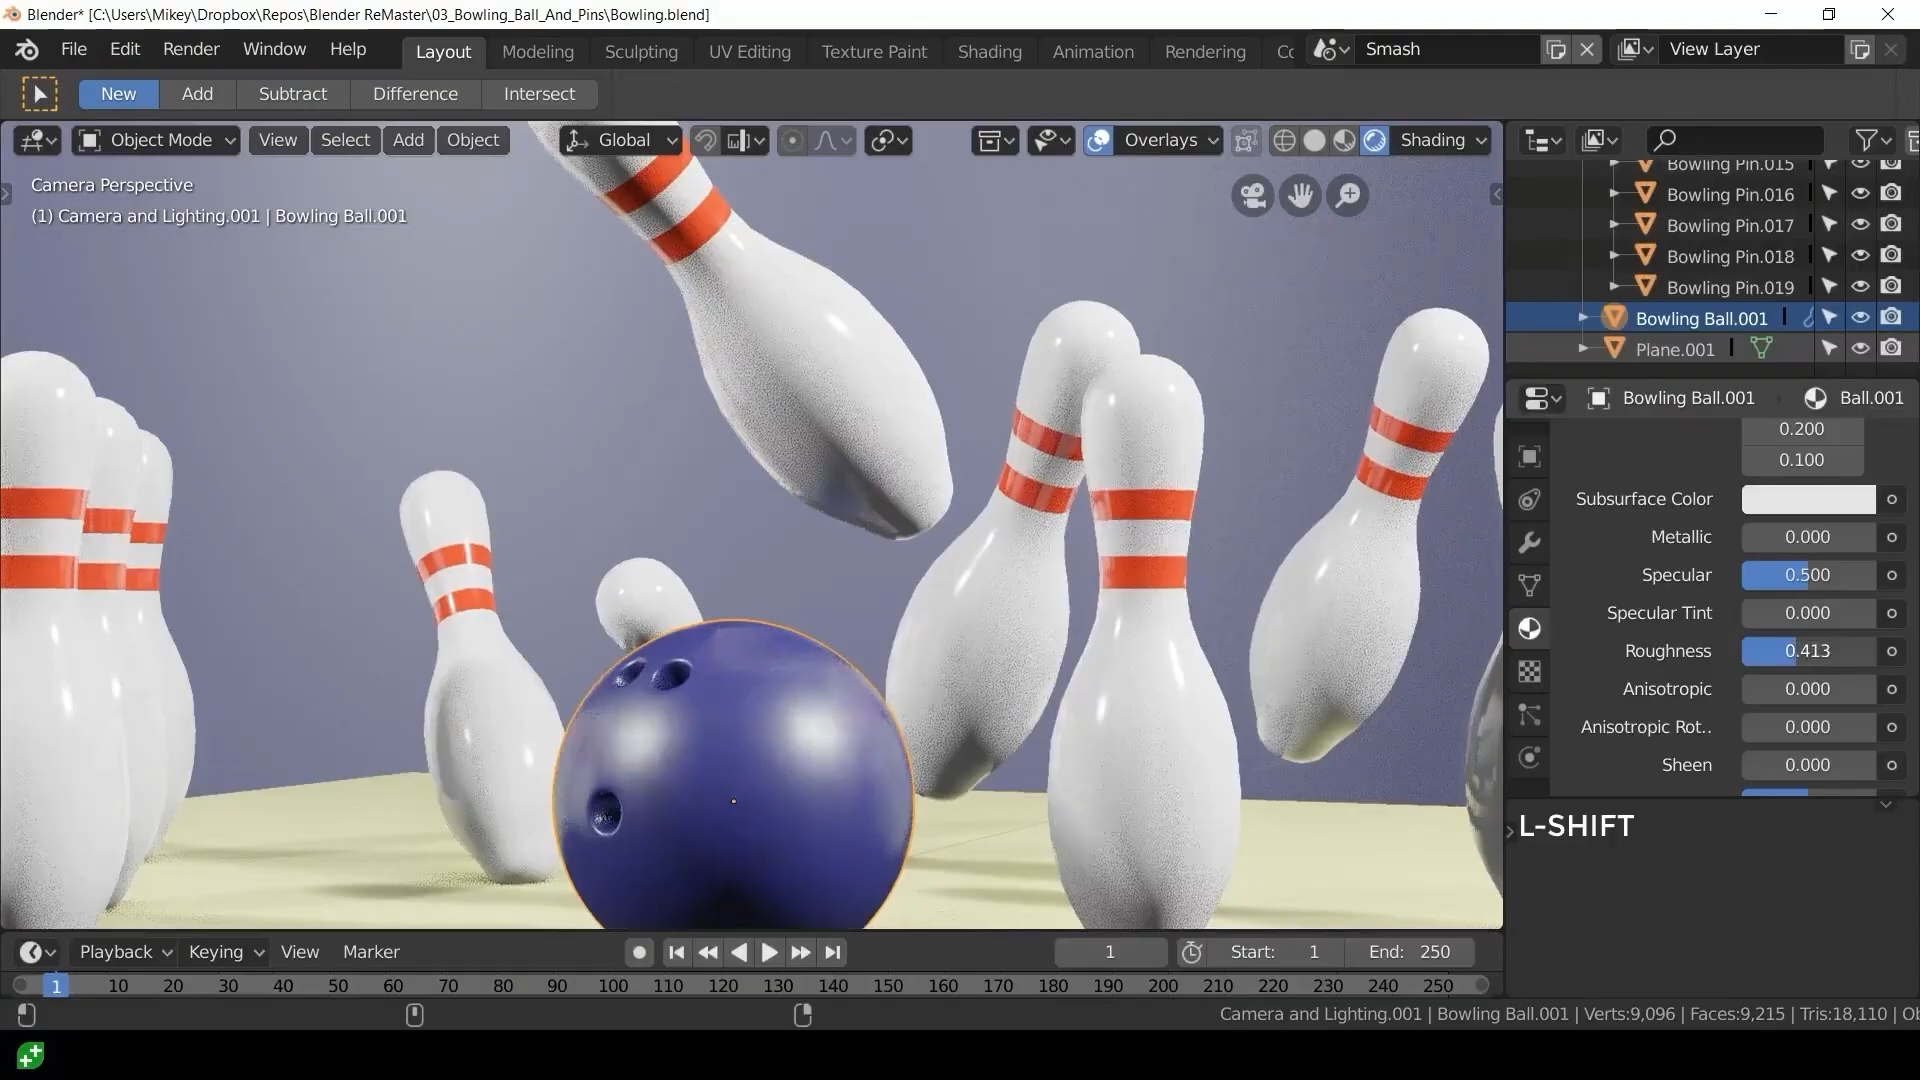 Blender* [C:\Users\Mikey\Dropbox\Repos\Blender ReMaster\03_Bowling_Ball_And_Pins\Bowling.blend]
File Edit Render Window Help Layout Modeling Sculpting UV Editing Texture Paint Shading Animation Rendering Smash View Layer
New Add Subtract Difference Intersect
Object Mode View Select Add Object Global Overlays Shading
Camera Perspective
(1) Camera and Lighting.001 | Bowling Ball.001
Bowling Pin.015
Bowling Pin.016
Bowling Pin.017
Bowling Pin.018
Bowling Pin.019
Bowling Ball.001
Plane.001
Bowling Ball.001 Ball.001
0.200
0.100
Subsurface Color
Metallic 0.000
Specular 0.500
Specular Tint 0.000
Roughness 0.413
Anisotropic 0.000
Anisotropic Rot.. 0.000
Sheen 0.000
L-SHIFT
Playback Keying View Marker 1 Start: 1 End: 250
1 10 20 30 40 50 60 70 80 90 100 110 120 130 140 150 160 170 180 190 200 210 220 230 240 250
Camera and Lighting.001 | Bowling Ball.001 | Verts:9,096 | Faces:9,215 | Tris:18,110 |